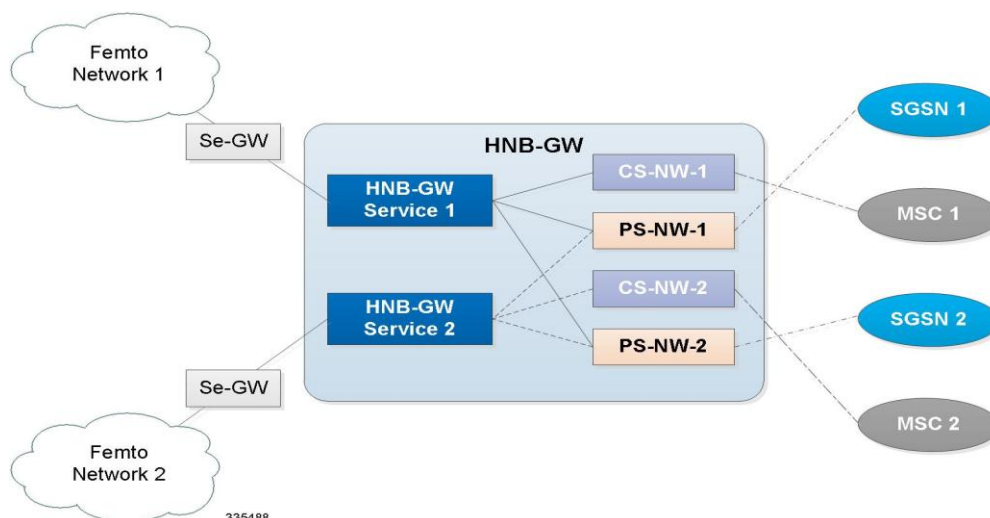 Femto
Network 1
Se-GW
HNB-GW
HNB-GW
Service 1
CS-NW-1
PS-NW-1
HNB-GW
Service 2
CS-NW-2
PS-NW-2
SGSN 1
MSC 1
SGSN 2
MSC 2
Se-GW
Femto
Network 2
335488